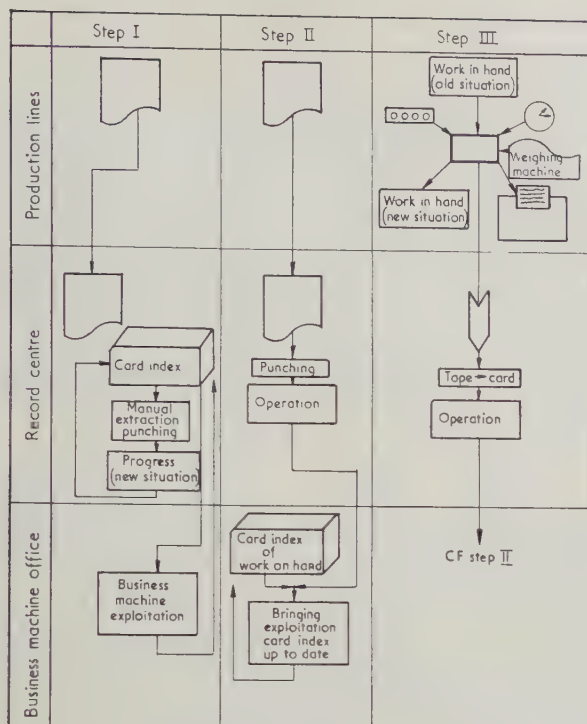 Step I
Step II
Step III
Production lines
Work in hand
(old situation)
Weighing
machine
Work in hand
(new situation)
Record centre
Card index
Manual
extraction
punching
Progress
(new situation)
Punching
Operation
Tape
card
Operation
Business machine office
Business
machine
exploitation
Card index
of
work on hand
Bringing
exploitation
card index
up to date
CF step II